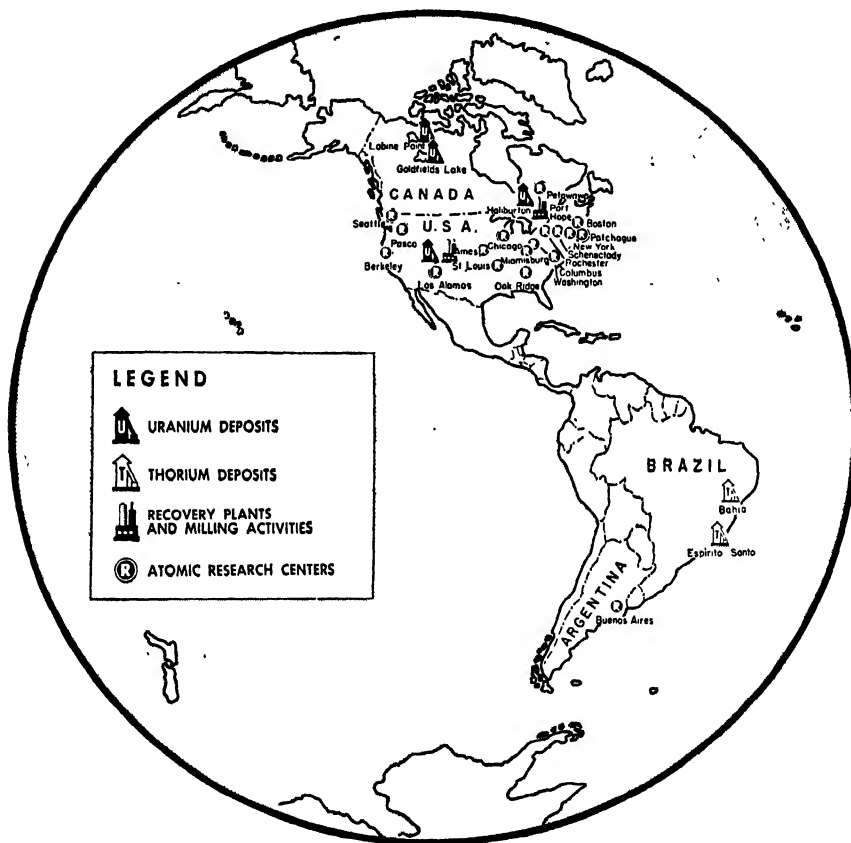 Labine Point
Goldfields Lake
CANADA
Petawawa
Haliburton
Port
Hope
Seattle
U.S.A.
Boston
Patchogue
Pasco
Ames
Chicago
New York
Schenectady
Berkeley
St Louis
Miamisburg
Rochester
Columbus
Washington
Los Alamos
Oak Ridge
LEGEND
U URANIUM DEPOSITS
T THORIUM DEPOSITS
RECOVERY PLANTS
AND MILLING ACTIVITIES
R ATOMIC RESEARCH CENTERS
BRAZIL
Bahia
Espirito Santo
ARGENTINA
Buenos Aires